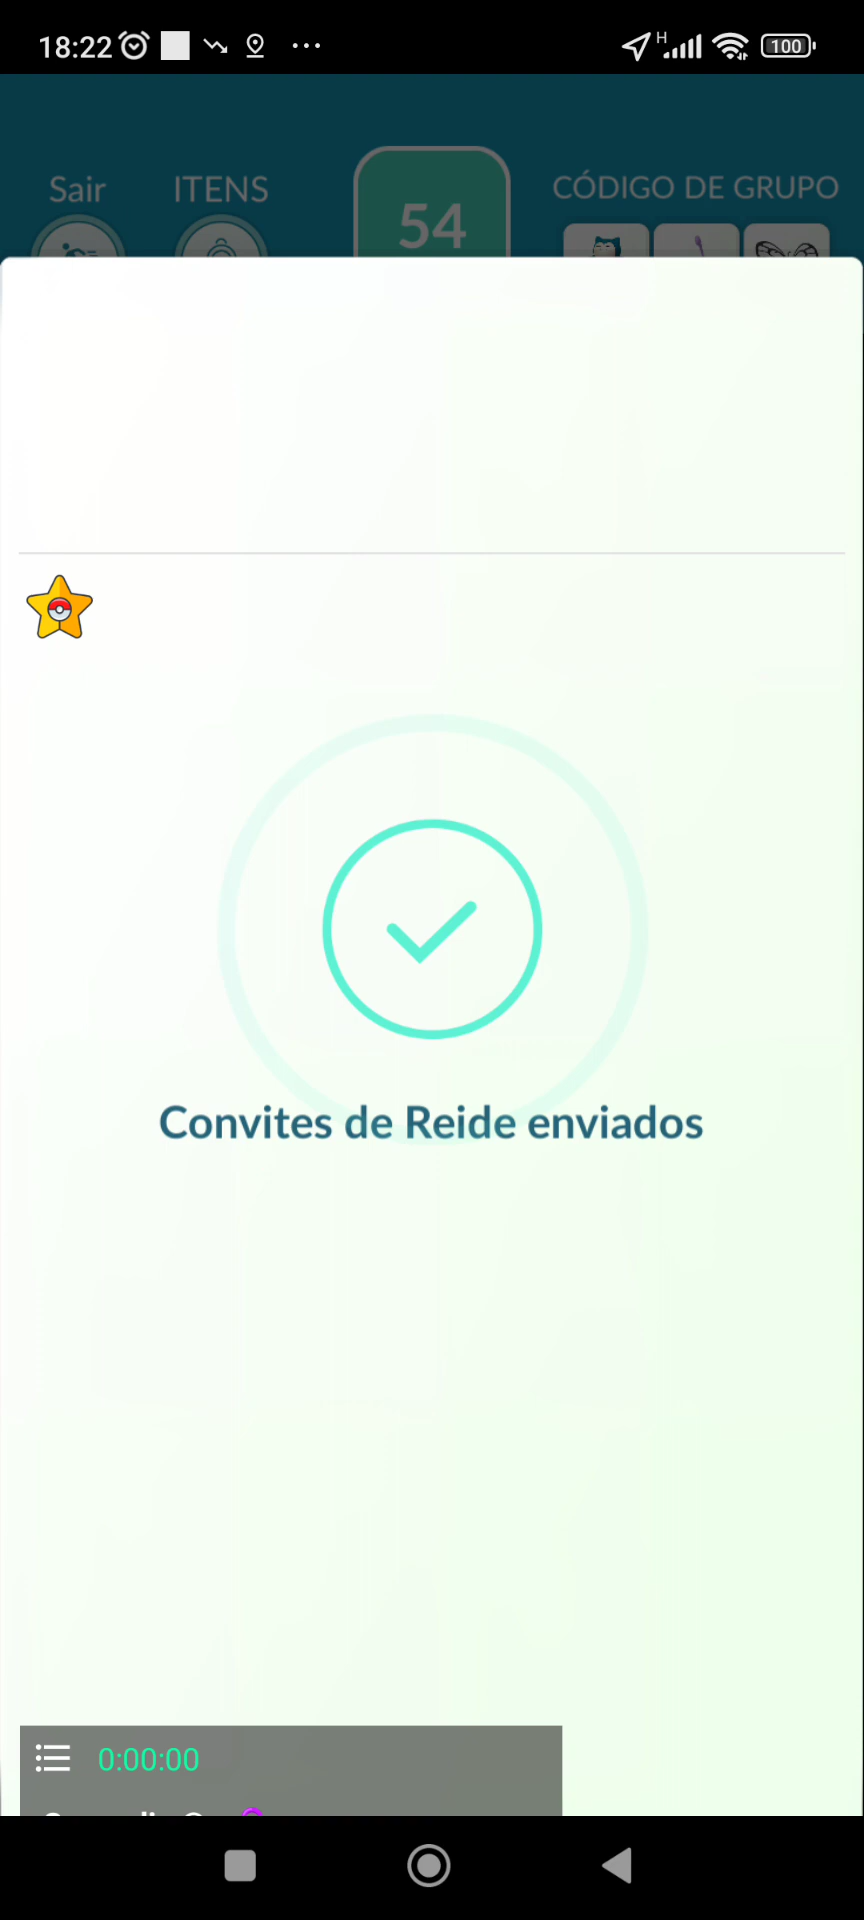 18:22 H 100
Sair ITENS 54 CÓDIGO DE GRUPO
Convites de Reide enviados
0:00:00